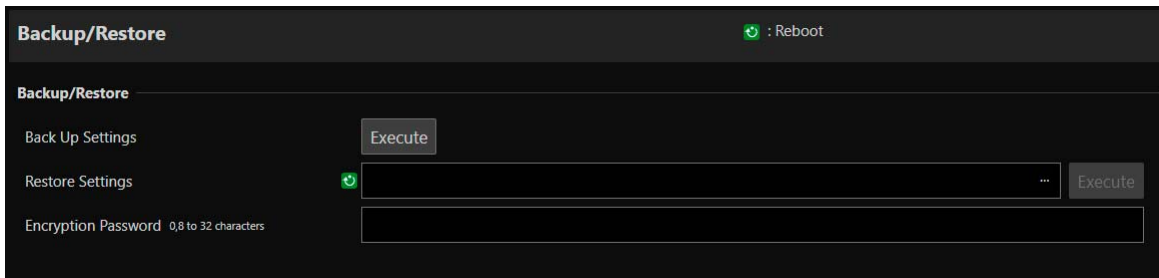 Backup/Restore
: Reboot
Backup/Restore
Back Up Settings Execute
Restore Settings ... Execute
Encryption Password 0,8 to 32 characters